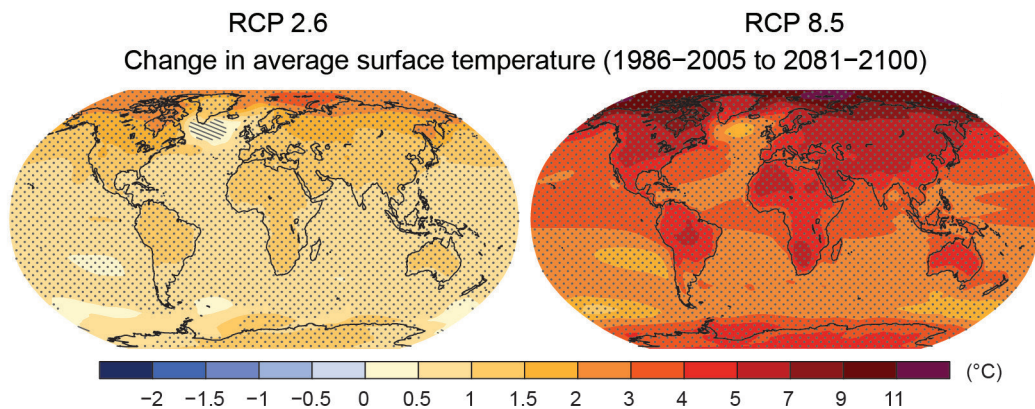 RCP 2.6 RCP 8.5
Change in average surface temperature (1986−2005 to 2081−2100)
(°C)
−2 −1.5 −1 −0.5 0 0.5 1 1.5 2 3 4 5 7 9 11